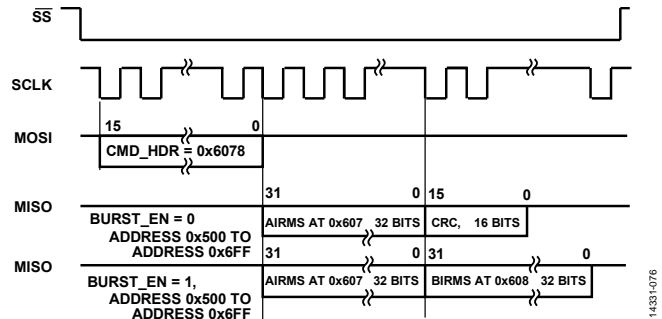 SS
SCLK
MOSI
15 0
CMD_HDR = 0x6078
MISO
31 0 15 0
BURST_EN = 0
ADDRESS 0x500 TO
ADDRESS 0x6FF
AIRMS AT 0x607 32 BITS CRC, 16 BITS
MISO
31 0 31 0
BURST_EN = 1,
ADDRESS 0x500 TO
ADDRESS 0x6FF
AIRMS AT 0x607 32 BITS BIRMS AT 0x608 32 BITS
14331-076